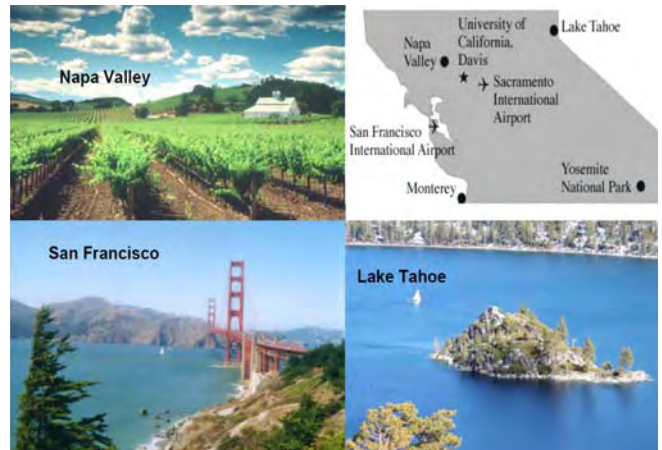 Napa Valley
University of
California,
Davis
Lake Tahoe
Napa
Valley
Sacramento
International
Airport
San Francisco
International Airport
Yosemite
National Park
Monterey
San Francisco
Lake Tahoe